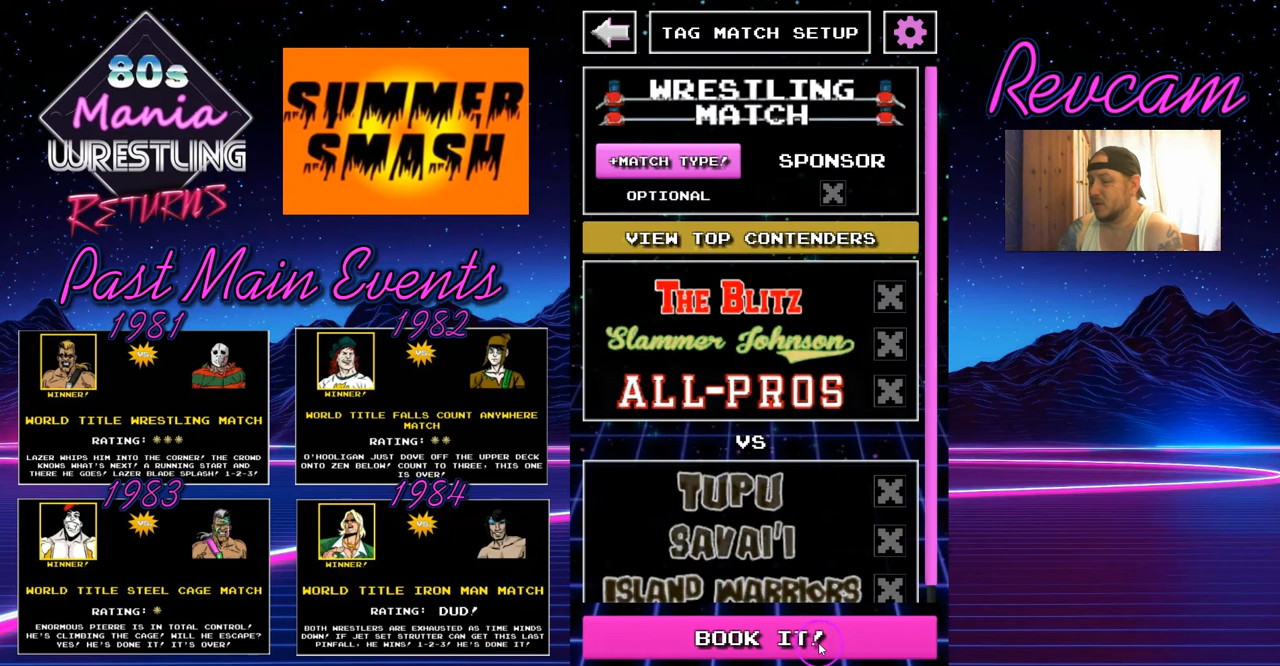 80s
Mania
WRESTLING
RETURNS
SUMMER
SMASH
Past Main Events
1981
VS
WINNER!
WORLD TITLE WRESTLING MATCH
RATING: ***
LAZER WHIPS HIM INTO THE CORNER! THE CROWD
KNOWS WHAT'S NEXT! A RUNNING START AND
THERE HE GOES! LAZER BLADE SPLASH! 1-2-3!
1982
VS
WINNER!
WORLD TITLE FALLS COUNT ANYWHERE
MATCH
RATING: **
O'HOOLIGAN JUST DOVE OFF THE UPPER DECK
ONTO ZEN BELOW! COUNT TO THREE, THIS ONE
IS OVER!
1983
VS
WINNER!
WORLD TITLE STEEL CAGE MATCH
RATING: *
ENORMOUS PIERRE IS IN TOTAL CONTROL!
HE'S CLIMBING THE CAGE! WILL HE ESCAPE?
YES! HE'S DONE IT! IT'S OVER!
1984
VS
WINNER!
WORLD TITLE IRON MAN MATCH
RATING: DUD!
BOTH WRESTLERS ARE EXHAUSTED AS TIME WINDS
DOWN! IF JET SET STRUTTER CAN GET THIS LAST
PINFALL, HE WINS! 1-2-3! HE'S DONE IT!
TAG MATCH SETUP
WRESTLING
MATCH
+MATCH TYPE!
SPONSOR
OPTIONAL
VIEW TOP CONTENDERS
THE BLITZ
Slammer Johnson
ALL-PROS
VS
TUPU
SAVAI'I
ISLAND WARRIORS
BOOK IT!
Revcam